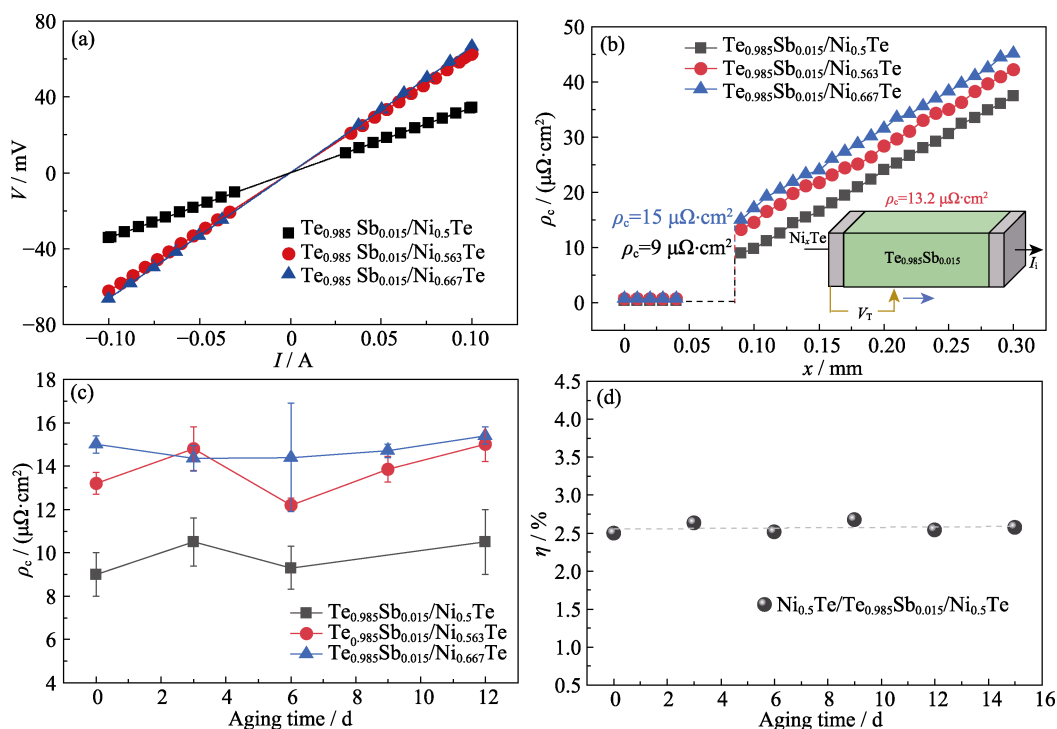 (a)
80
40
0
−40
−80
V / mV
−0.10
−0.05
0
0.05
0.10
I / A
Te0.985 Sb0.015/Ni0.5Te
Te0.985 Sb0.015/Ni0.563Te
Te0.985 Sb0.015/Ni0.667Te
(b)
50
40
30
20
10
0
ρc / (μΩ·cm2)
Te0.985Sb0.015/Ni0.5Te
Te0.985Sb0.015/Ni0.563Te
Te0.985Sb0.015/Ni0.667Te
ρc=15 μΩ·cm2
ρc=13.2 μΩ·cm2
ρc=9 μΩ·cm2
NixTe
Te0.985Sb0.015
Ii
VT
0
0.05
0.10
0.15
0.20
0.25
0.30
x / mm
(c)
18
16
14
12
10
8
6
4
ρc / (μΩ·cm2)
Te0.985Sb0.015/Ni0.5Te
Te0.985Sb0.015/Ni0.563Te
Te0.985Sb0.015/Ni0.667Te
0
2
4
6
8
10
12
Aging time / d
(d)
4.5
4.0
3.5
3.0
2.5
2.0
1.5
1.0
0.5
η / %
Ni0.5Te/Te0.985Sb0.015/Ni0.5Te
0
2
4
6
8
10
12
14
16
Aging time / d